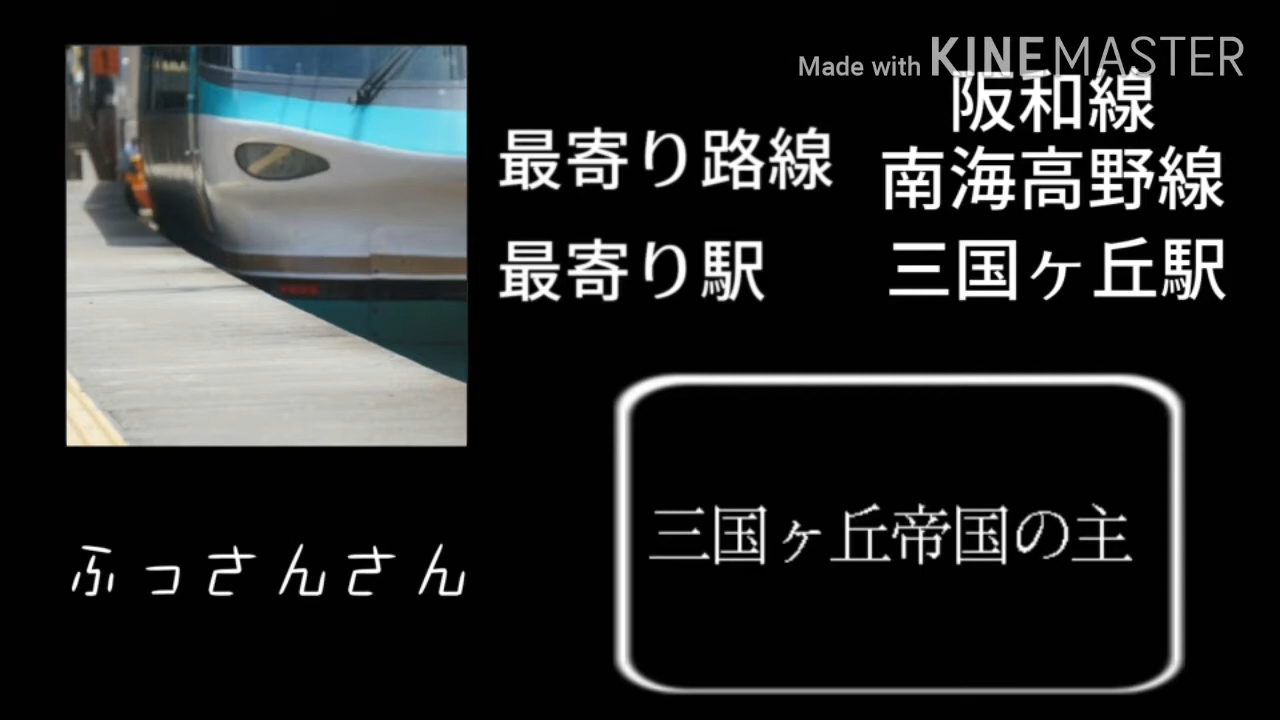 Made with KINEMASTER
阪和線
最寄り路線
南海高野線
最寄り駅
三国ヶ丘駅
三国ヶ丘帝国の主
ふっさんさん